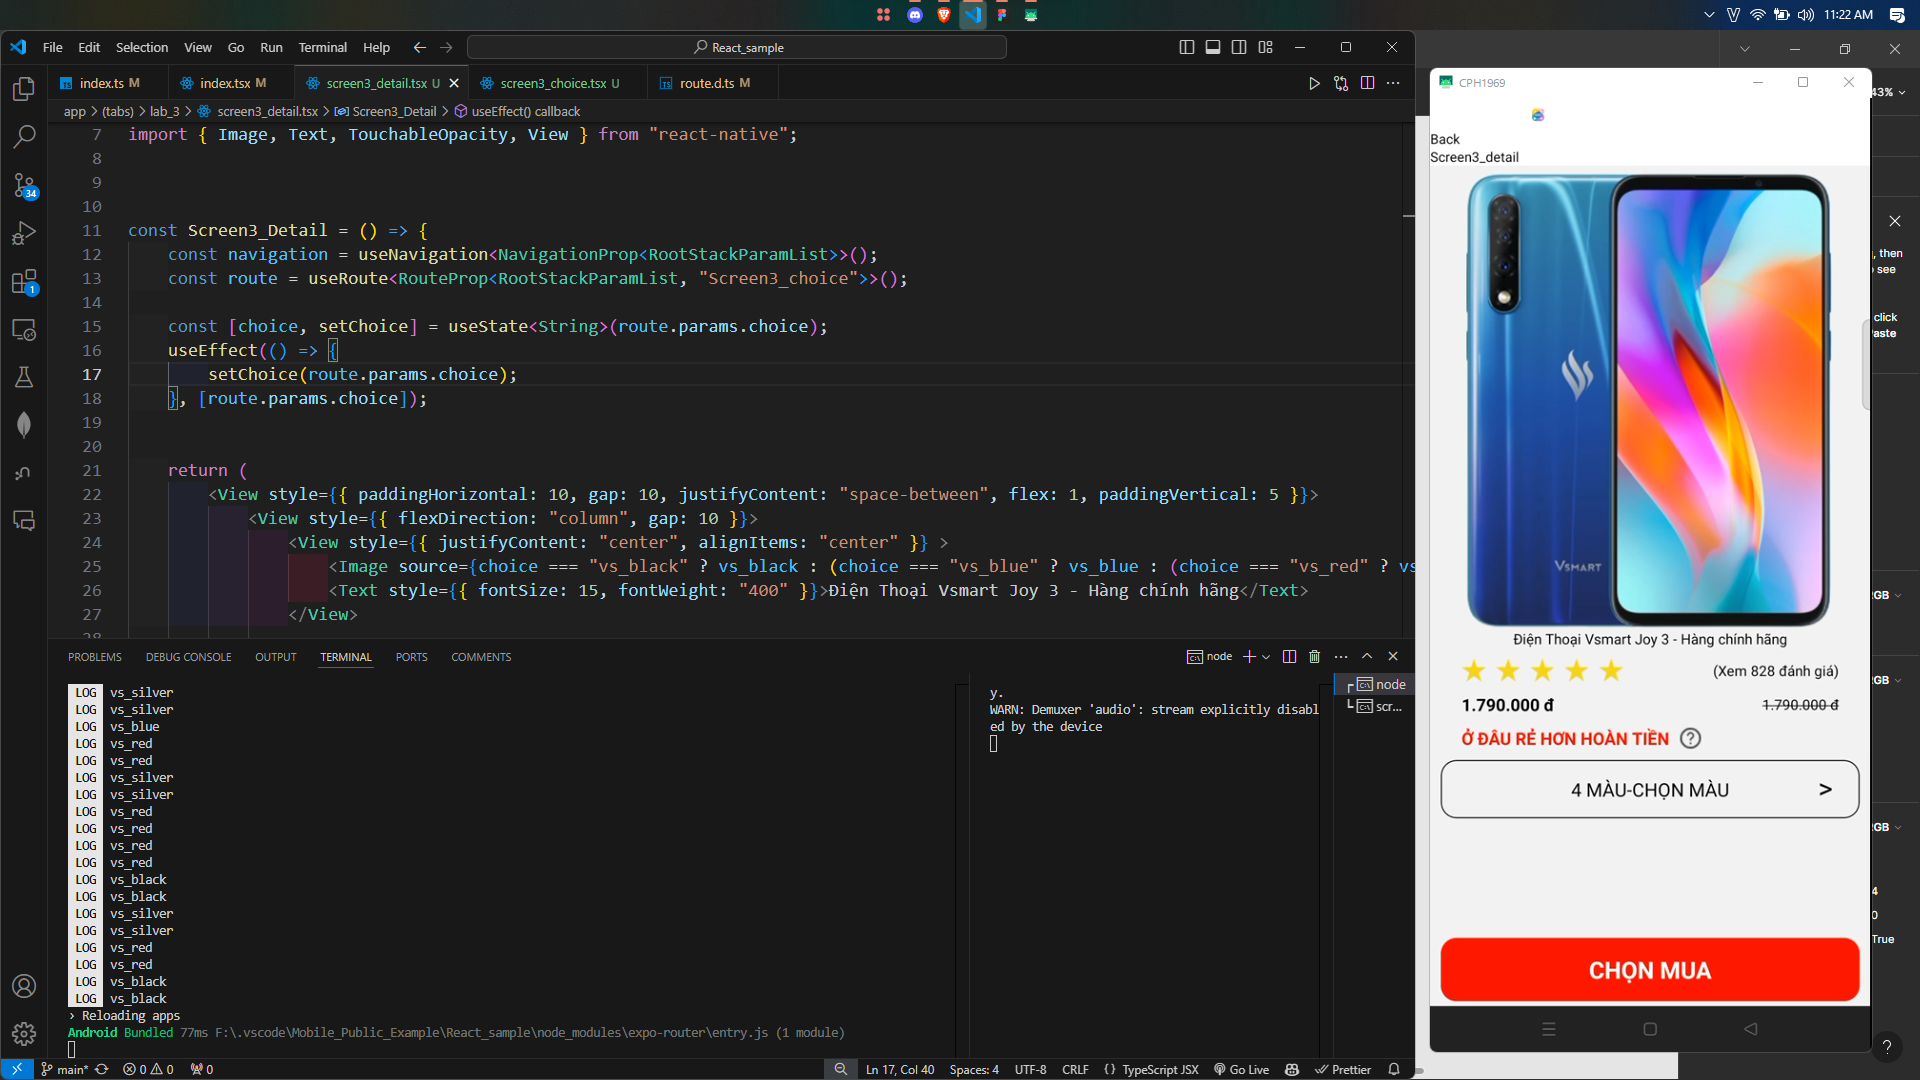 11:22 AM
File Edit Selection View Go Run Terminal Help
React_sample
index.ts M
index.tsx M
screen3_detail.tsx U
screen3_choice.tsx U
route.d.ts M
app > (tabs) > lab_3 > screen3_detail.tsx > Screen3_Detail > useEffect() callback
7 import { Image, Text, TouchableOpacity, View } from "react-native";
8
9
10
11 const Screen3_Detail = () => {
12 const navigation = useNavigation<NavigationProp<RootStackParamList>>();
13 const route = useRoute<RouteProp<RootStackParamList, "Screen3_choice">>();
14
15 const [choice, setChoice] = useState<String>(route.params.choice);
16 useEffect(() => {
17 setChoice(route.params.choice);
18 }, [route.params.choice]);
19
20
21 return (
22 <View style={{ paddingHorizontal: 10, gap: 10, justifyContent: "space-between", flex: 1, paddingVertical: 5 }}>
23 <View style={{ flexDirection: "column", gap: 10 }}>
24 <View style={{ justifyContent: "center", alignItems: "center" }} >
25 <Image source={choice === "vs_black" ? vs_black : (choice === "vs_blue" ? vs_blue : (choice === "vs_red" ? vs
26 <Text style={{ fontSize: 15, fontWeight: "400" }}>Điện Thoại Vsmart Joy 3 - Hàng chính hãng</Text>
27 </View>
34
1
PROBLEMS DEBUG CONSOLE OUTPUT TERMINAL PORTS COMMENTS
node
LOG vs_silver
LOG vs_silver
LOG vs_blue
LOG vs_red
LOG vs_red
LOG vs_silver
LOG vs_silver
LOG vs_red
LOG vs_red
LOG vs_red
LOG vs_red
LOG vs_black
LOG vs_black
LOG vs_silver
LOG vs_silver
LOG vs_red
LOG vs_red
LOG vs_black
LOG vs_black
› Reloading apps
Android Bundled 77ms F:\.vscode\Mobile_Public_Example\React_sample\node_modules\expo-router\entry.js (1 module)
y.
WARN: Demuxer 'audio': stream explicitly disabl
ed by the device
node
scr...
main* 0 0 0
Ln 17, Col 40 Spaces: 4 UTF-8 CRLF {} TypeScript JSX Go Live Prettier
CPH1969
Back
Screen3_detail
VSMART
Điện Thoại Vsmart Joy 3 - Hàng chính hãng
(Xem 828 đánh giá)
1.790.000 đ
1.790.000 đ
Ở ĐÂU RẺ HƠN HOÀN TIỀN ?
4 MÀU-CHỌN MÀU >
CHỌN MUA
43%
, then
see
click
aste
GB
GB
GB
4
0
True
?